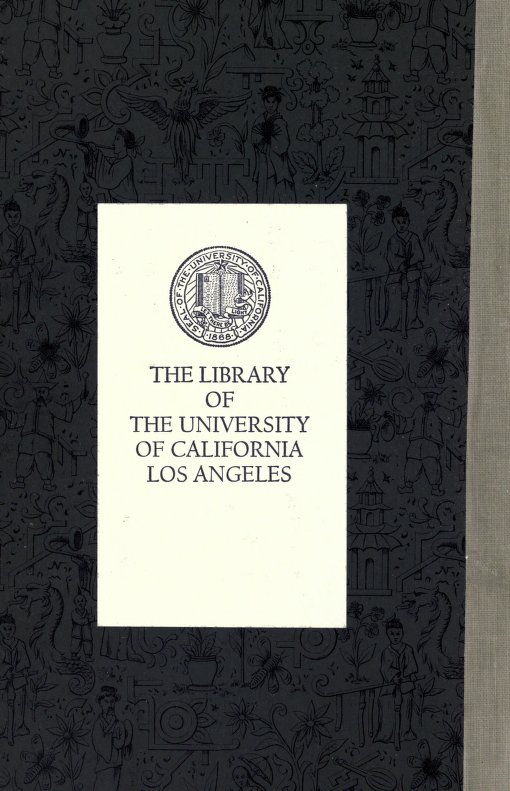 ·SEAL·OF·THE·UNIVERSITY·OF·CALIFORNIA·
LET THERE BE LIGHT
·1868·
THE LIBRARY
OF
THE UNIVERSITY
OF CALIFORNIA
LOS ANGELES